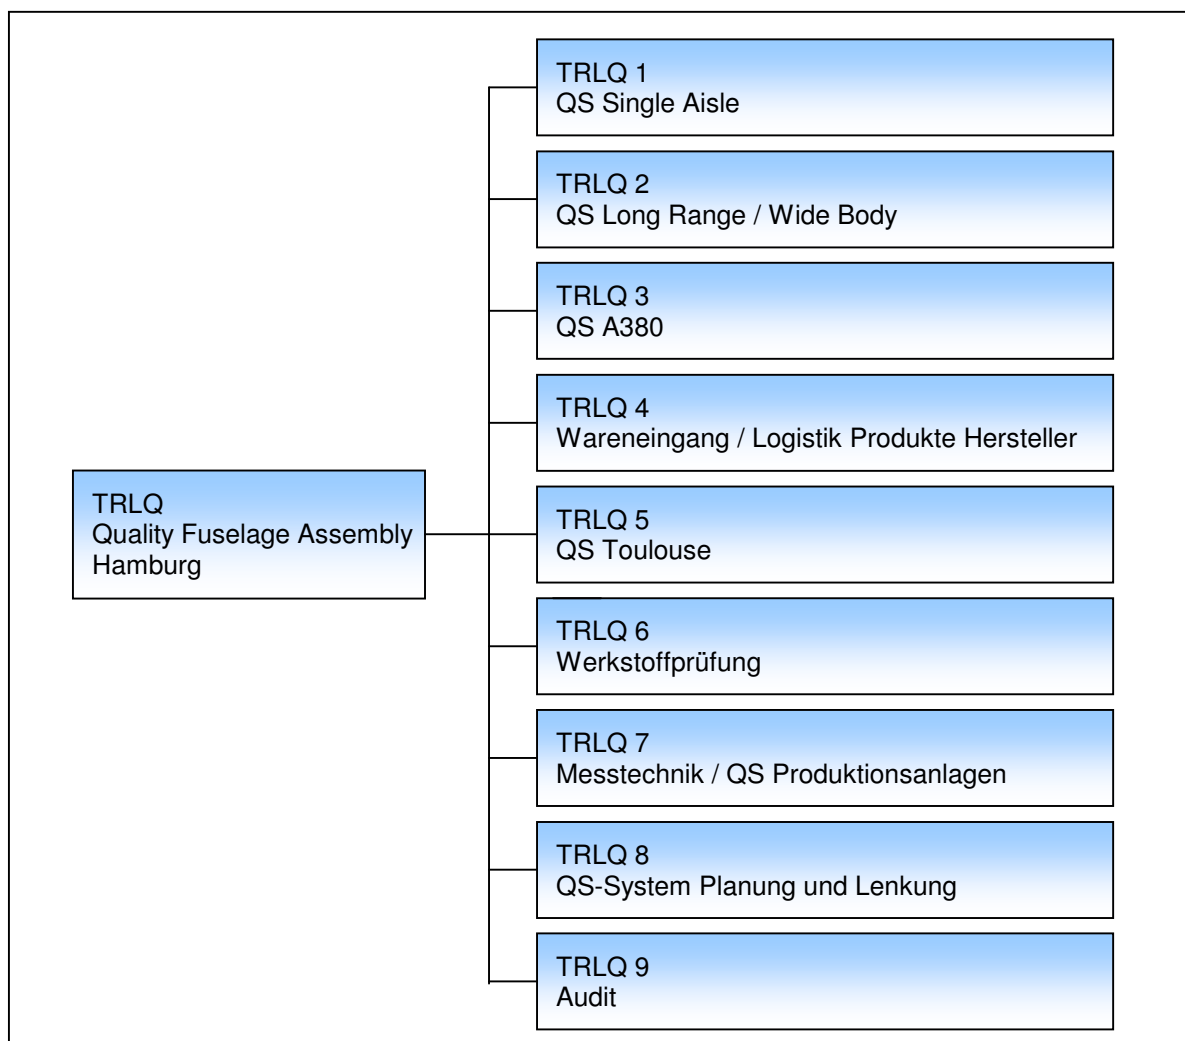 TRLQ 1
QS Single Aisle
TRLQ 2
QS Long Range / Wide Body
TRLQ 3
QS A380
TRLQ 4
Wareneingang / Logistik Produkte Hersteller
TRLQ
Quality Fuselage Assembly
Hamburg
TRLQ 5
QS Toulouse
TRLQ 6
Werkstoffprüfung
TRLQ 7
Messtechnik / QS Produktionsanlagen
TRLQ 8
QS-System Planung und Lenkung
TRLQ 9
Audit